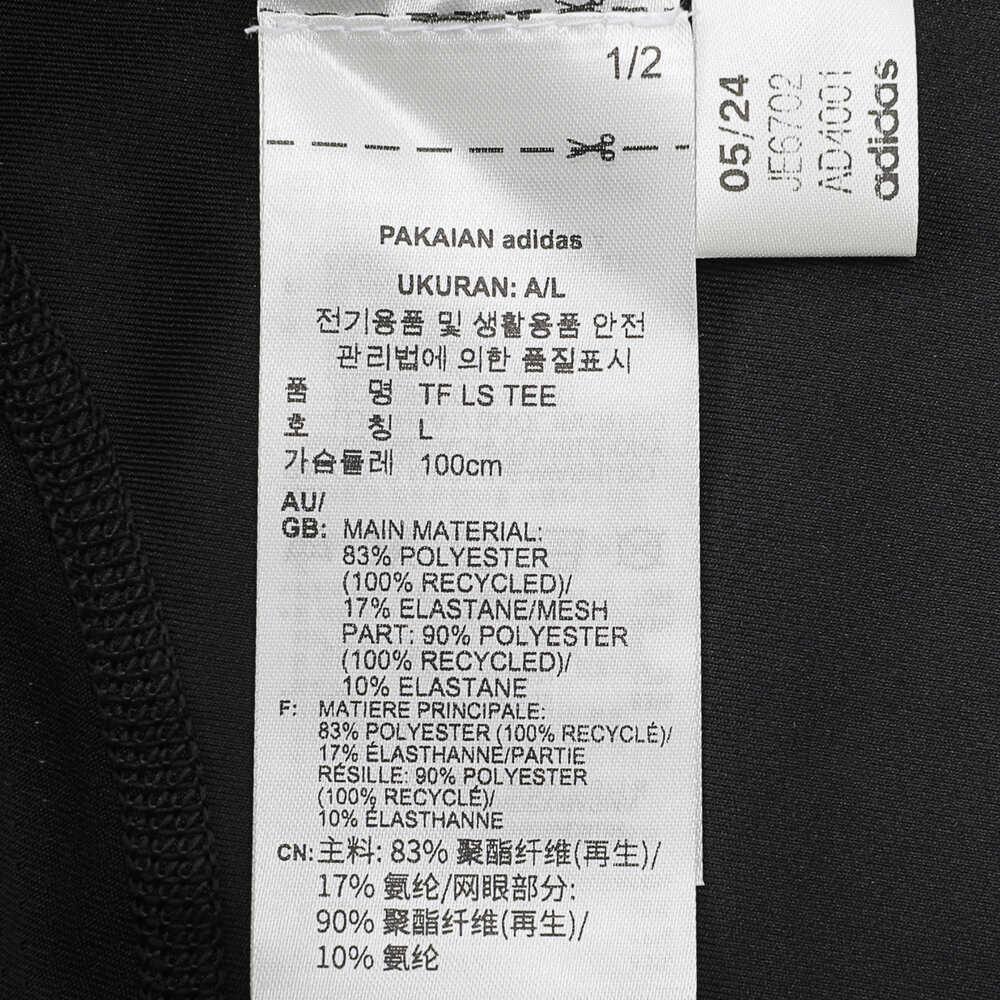 1/2
05/24
JE6702
AD4001
adidas
PAKAIAN adidas
UKURAN: A/L
전기용품 및 생활용품 안전
관리법에 의한 품질표시
품 명 TF LS TEE
호 칭 L
가슴둘레 100cm
AU/
GB: MAIN MATERIAL:
83% POLYESTER
(100% RECYCLED)/
17% ELASTANE/MESH
PART: 90% POLYESTER
(100% RECYCLED)/
10% ELASTANE
F: MATIERE PRINCIPALE:
83% POLYESTER (100% RECYCLÉ)/
17% ÉLASTHANNE/PARTIE
RÉSILLE: 90% POLYESTER
(100% RECYCLÉ)/
10% ÉLASTHANNE
CN: 主料: 83% 聚酯纤维(再生)/
17% 氨纶/网眼部分:
90% 聚酯纤维(再生)/
10% 氨纶